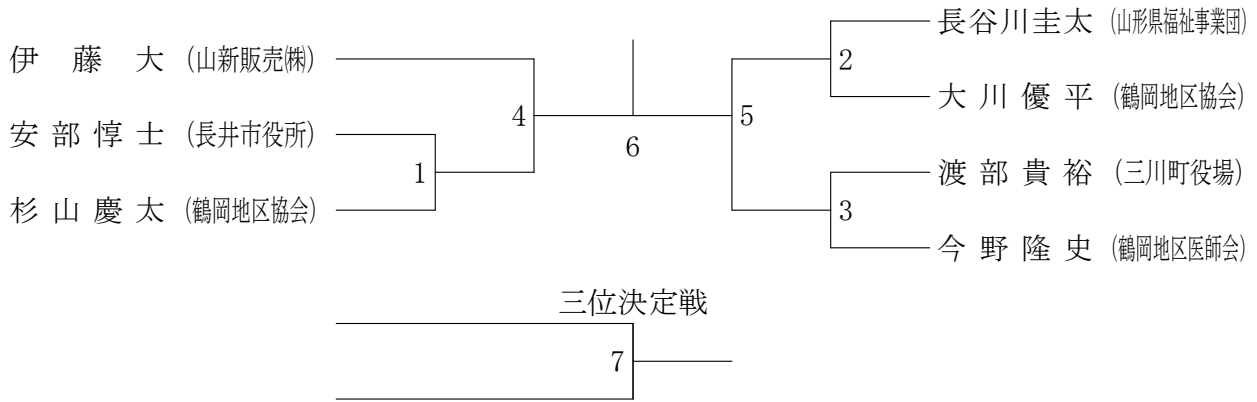 伊藤大 (山新販売㈱)
安部惇士 (長井市役所)
杉山慶太 (鶴岡地区協会)
1
4
6
5
2
3
長谷川圭太 (山形県福祉事業団)
大川優平 (鶴岡地区協会)
渡部貴裕 (三川町役場)
今野隆史 (鶴岡地区医師会)
三位決定戦
7